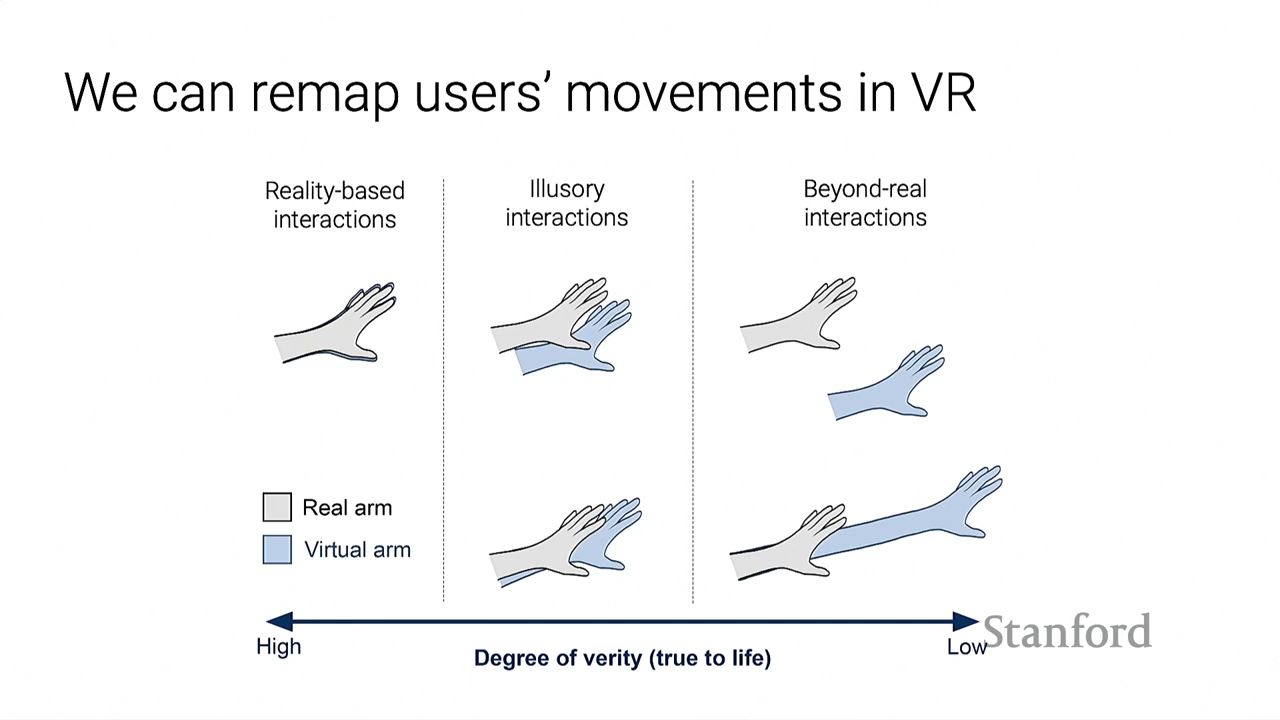 We can remap users’ movements in VR
Reality-based
interactions
Illusory
interactions
Beyond-real
interactions
Real arm
Virtual arm
High
Degree of verity (true to life)
Low
Stanford